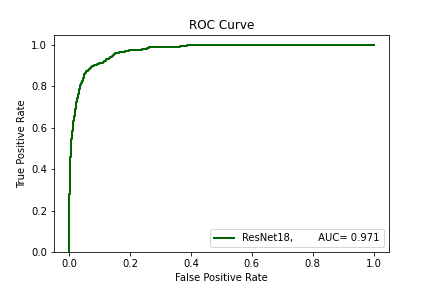 ROC Curve
True Positive Rate
1.0
0.8
0.6
0.4
0.2
0.0
ResNet18, AUC= 0.971
0.0 0.2 0.4 0.6 0.8 1.0
False Positive Rate